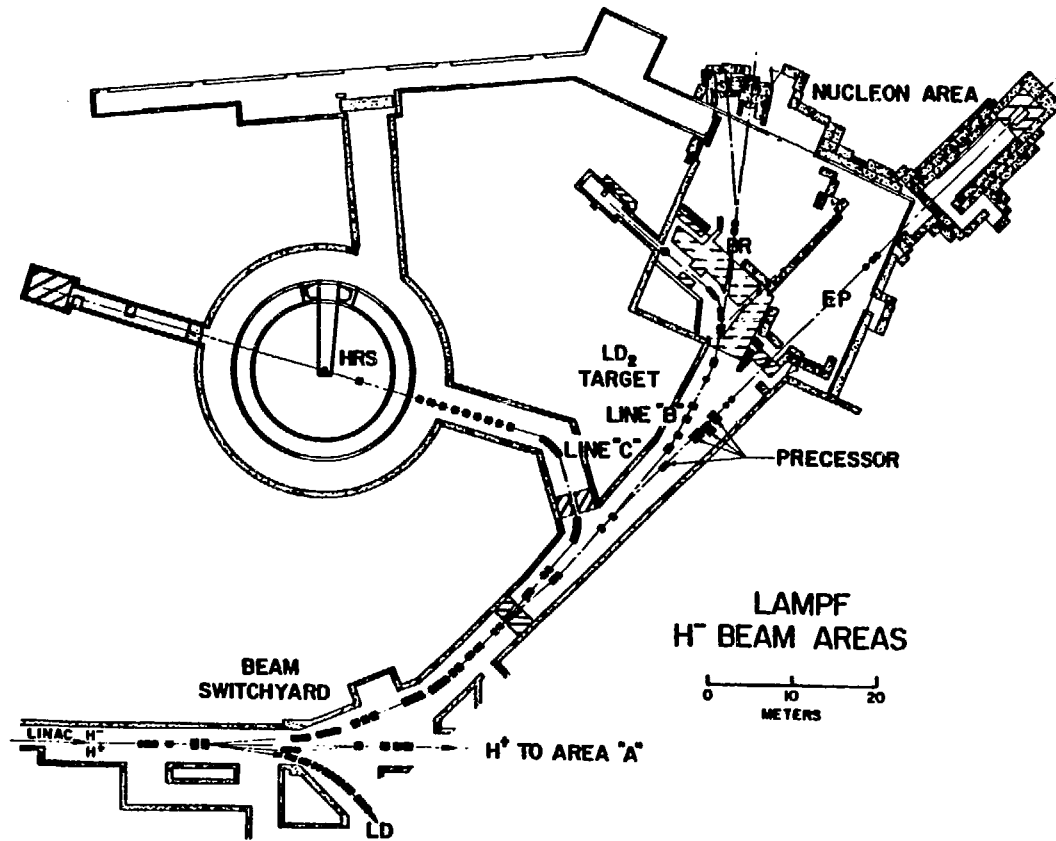 NUCLEON AREA
BR
EP
HRS
LD₂
TARGET
LINE "B"
LINE "C"
PRECESSOR
LAMPF
H⁻ BEAM AREAS
0 10 20
METERS
BEAM
SWITCHYARD
LINAC H⁻
H⁺
H⁺ TO AREA "A"
LD